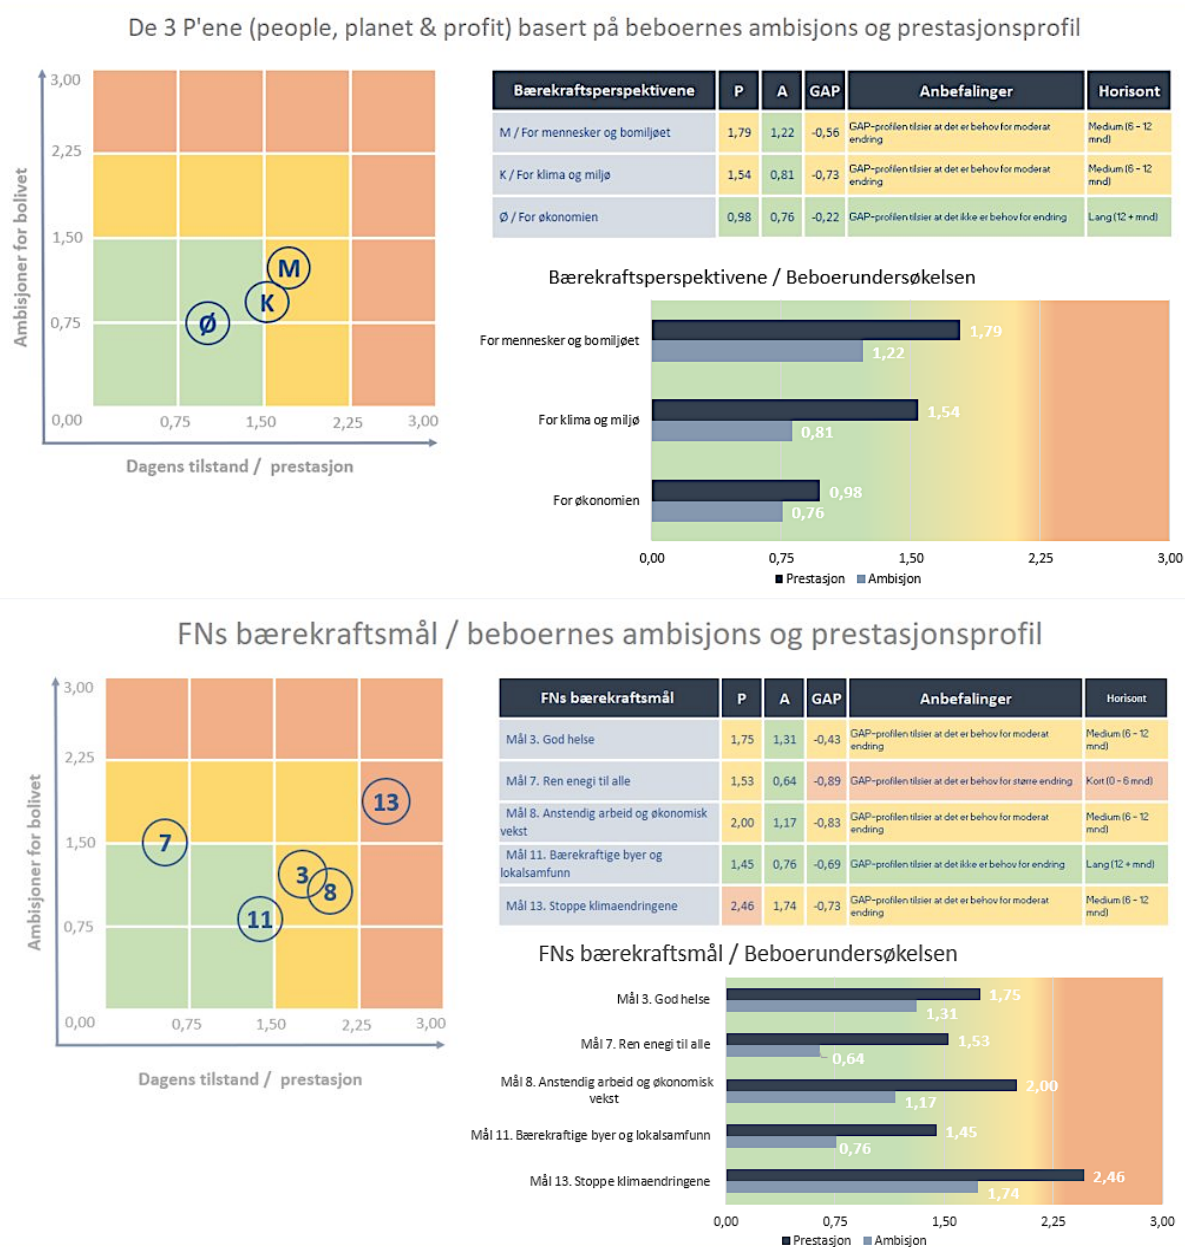 De 3 P'ene (people, planet & profit) basert på beboernes ambisjons og prestasjonsprofil
3,00
2,25
1,50
0,75
0,00
0,75
1,50
2,25
3,00
Ambisjoner for bolivet
Dagens tilstand / prestasjon
M
K
Ø
Bærekraftsperspektivene P A GAP Anbefalinger Horisont
M / For mennesker og bomiljøet 1,79 1,22 -0,56 GAP-profilen tilsier at det er behov for moderat endring Medium (6 - 12 mnd)
K / For klima og miljø 1,54 0,81 -0,73 GAP-profilen tilsier at det er behov for moderat endring Medium (6 - 12 mnd)
Ø / For økonomien 0,98 0,76 -0,22 GAP-profilen tilsier at det ikke er behov for endring Lang (12 + mnd)
Bærekraftsperspektivene / Beboerundersøkelsen
For mennesker og bomiljøet 1,79
1,22
For klima og miljø 1,54
0,81
For økonomien 0,98
0,76
0,00 0,75 1,50 2,25 3,00
Prestasjon Ambisjon
FNs bærekraftsmål / beboernes ambisjons og prestasjonsprofil
3,00
2,25
1,50
0,75
0,00
0,75
1,50
2,25
3,00
Ambisjoner for bolivet
Dagens tilstand / prestasjon
13
7
3
8
11
FNs bærekraftsmål P A GAP Anbefalinger Horisont
Mål 3. God helse 1,75 1,31 -0,43 GAP-profilen tilsier at det er behov for moderat endring Medium (6 - 12 mnd)
Mål 7. Ren enegi til alle 1,53 0,64 -0,89 GAP-profilen tilsier at det er behov for større endring Kort (0 - 6 mnd)
Mål 8. Anstendig arbeid og økonomisk vekst 2,00 1,17 -0,83 GAP-profilen tilsier at det er behov for moderat endring Medium (6 - 12 mnd)
Mål 11. Bærekraftige byer og lokalsamfunn 1,45 0,76 -0,69 GAP-profilen tilsier at det ikke er behov for endring Lang (12 + mnd)
Mål 13. Stoppe klimaendringene 2,46 1,74 -0,73 GAP-profilen tilsier at det er behov for moderat endring Medium (6 - 12 mnd)
FNs bærekraftsmål / Beboerundersøkelsen
Mål 3. God helse 1,75
1,31
Mål 7. Ren enegi til alle 1,53
0,64
Mål 8. Anstendig arbeid og økonomisk vekst 2,00
1,17
Mål 11. Bærekraftige byer og lokalsamfunn 1,45
0,76
Mål 13. Stoppe klimaendringene 2,46
1,74
0,00 0,75 1,50 2,25 3,00
Prestasjon Ambisjon